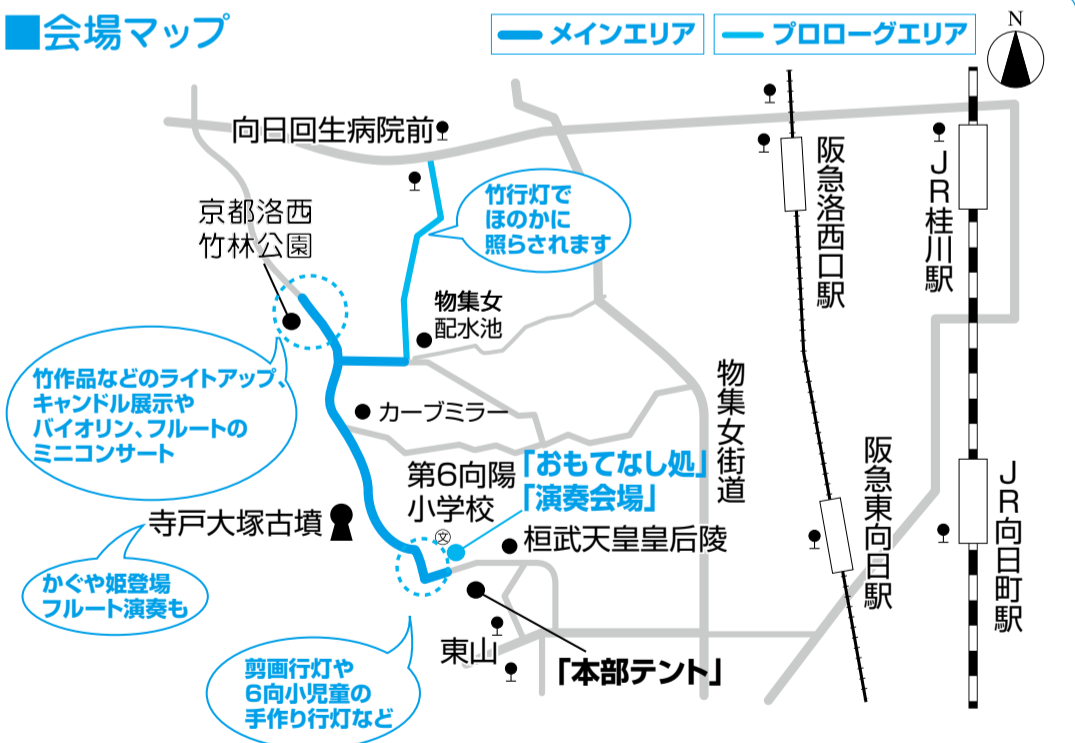 ■会場マップ
メインエリア
プロローグエリア
N
向日回生病院前
京都洛西
竹林公園
竹行灯で
ほのかに
照らされます
阪急洛西口駅
JR桂川駅
物集女
配水池
竹作品などのライトアップ、
キャンドル展示や
バイオリン、フルートの
ミニコンサート
カーブミラー
物集女街道
第6向陽
小学校
文
「おもてなし処」
「演奏会場」
阪急東向日駅
JR向日町駅
寺戸大塚古墳
桓武天皇皇后陵
かぐや姫登場
フルート演奏も
東山
「本部テント」
剪画行灯や
6向小児童の
手作り行灯など